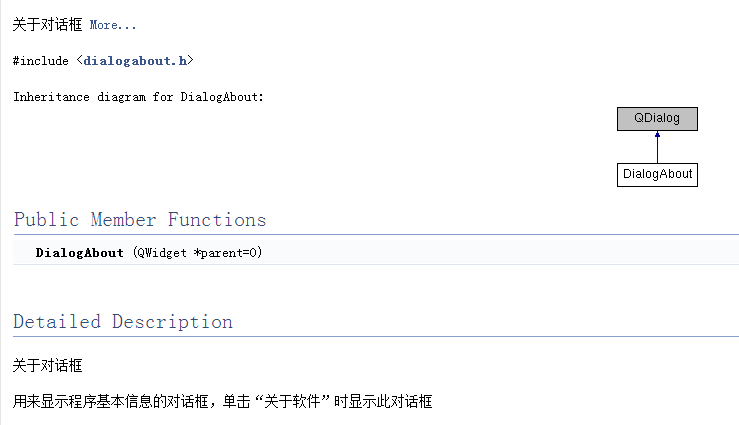 关于对话框 More...
#include <dialogabout.h>
Inheritance diagram for DialogAbout:
QDialog
DialogAbout
Public Member Functions
DialogAbout (QWidget *parent=0)
Detailed Description
关于对话框
用来显示程序基本信息的对话框，单击“关于软件”时显示此对话框